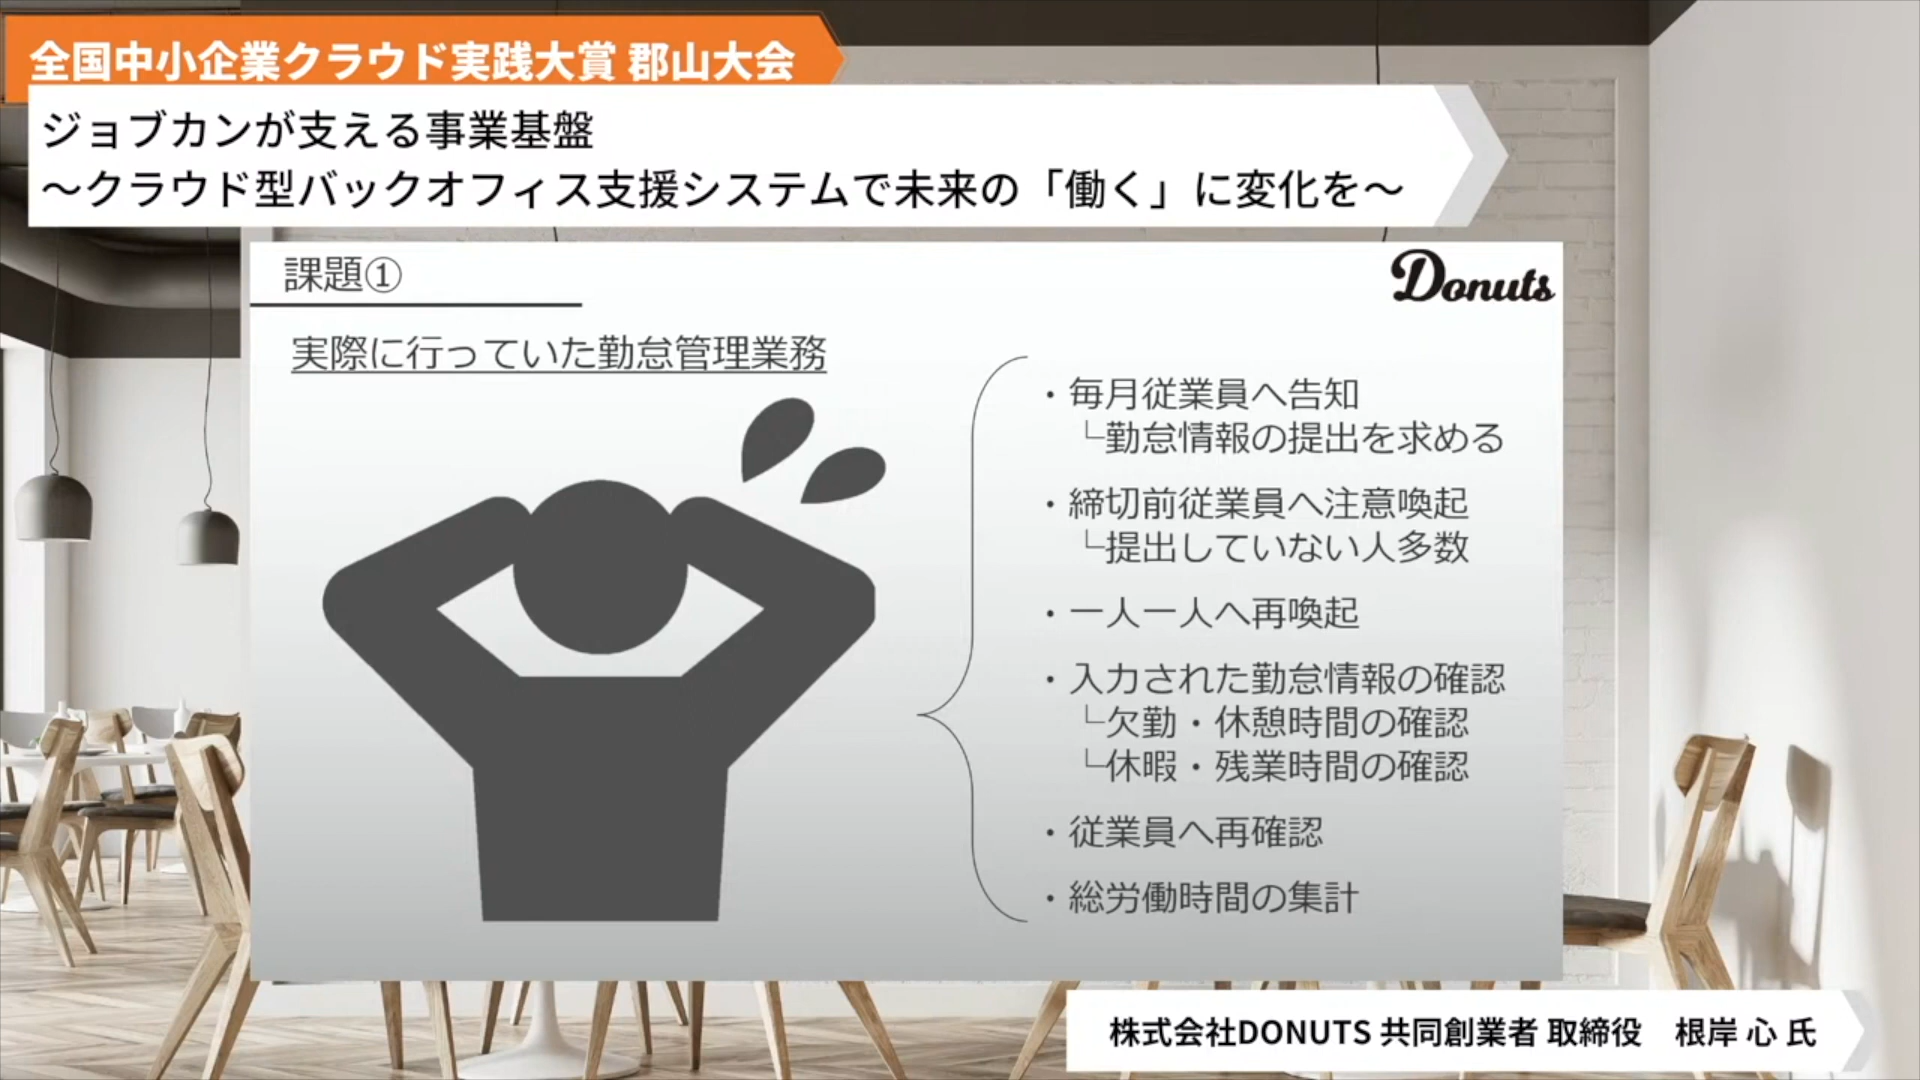 全国中小企業クラウド実践大賞 郡山大会
ジョブカンが支える事業基盤
～クラウド型バックオフィス支援システムで未来の「働く」に変化を～
課題①
Donuts
実際に行っていた勤怠管理業務
・毎月従業員へ告知
└勤怠情報の提出を求める
・締切前従業員へ注意喚起
└提出していない人多数
・一人一人へ再喚起
・入力された勤怠情報の確認
└欠勤・休憩時間の確認
└休暇・残業時間の確認
・従業員へ再確認
・総労働時間の集計
株式会社DONUTS 共同創業者 取締役　根岸 心 氏